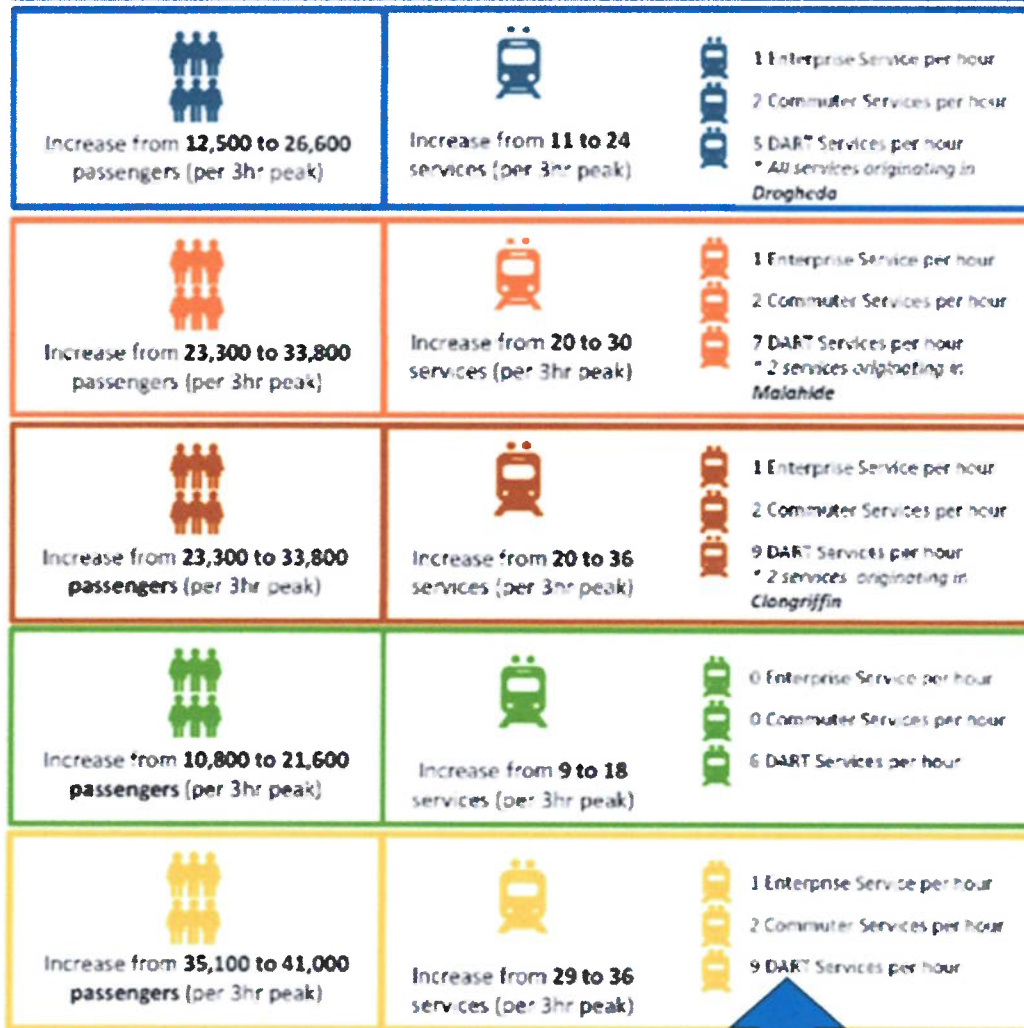 Increase from 12,500 to 26,600
passengers (per 3hr peak)
Increase from 11 to 24
services (per 3hr peak)
1 Enterprise Service per hour
2 Commuter Services per hour
5 DART Services per hour
* All services originating in
Drogheda
Increase from 23,300 to 33,800
passengers (per 3hr peak)
Increase from 20 to 30
services (per 3hr peak)
1 Enterprise Service per hour
2 Commuter Services per hour
7 DART Services per hour
* 2 services originating in
Malahide
Increase from 23,300 to 33,800
passengers (per 3hr peak)
Increase from 20 to 36
services (per 3hr peak)
1 Enterprise Service per hour
2 Commuter Services per hour
9 DART Services per hour
* 2 services originating in
Clongriffin
Increase from 10,800 to 21,600
passengers (per 3hr peak)
Increase from 9 to 18
services (per 3hr peak)
0 Enterprise Service per hour
0 Commuter Services per hour
6 DART Services per hour
Increase from 35,100 to 41,000
passengers (per 3hr peak)
Increase from 29 to 36
services (per 3hr peak)
1 Enterprise Service per hour
2 Commuter Services per hour
9 DART Services per hour